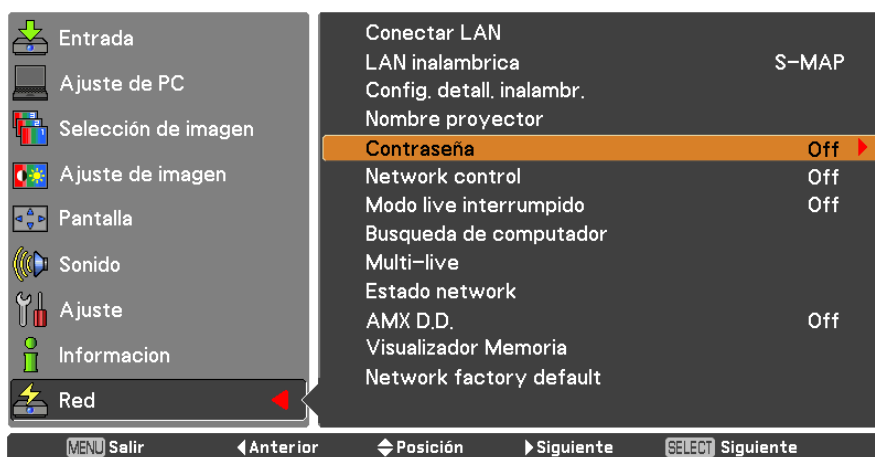 Entrada
Ajuste de PC
Selección de imagen
Ajuste de imagen
Pantalla
Sonido
Ajuste
Informacion
Red
Conectar LAN
LAN inalambrica S-MAP
Config. detall. inalambr.
Nombre proyector
Contraseña Off
Network control Off
Modo live interrumpido Off
Busqueda de computador
Multi-live
Estado network
AMX D.D. Off
Visualizador Memoria
Network factory default
MENU Salir Anterior Posición Siguiente SELECT Siguiente